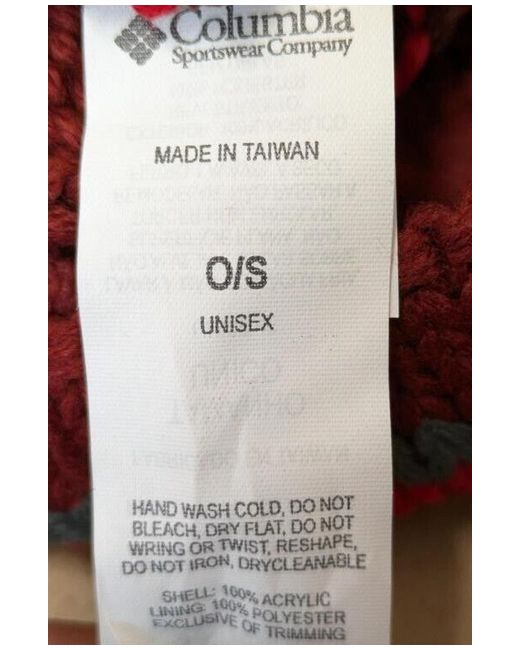 Columbia
Sportswear Company
MADE IN TAIWAN
O/S
UNISEX
HAND WASH COLD, DO NOT
BLEACH, DRY FLAT, DO NOT
WRING OR TWIST, RESHAPE,
DO NOT IRON, DRYCLEANABLE
SHELL: 100% ACRYLIC
LINING: 100% POLYESTER
EXCLUSIVE OF TRIMMING